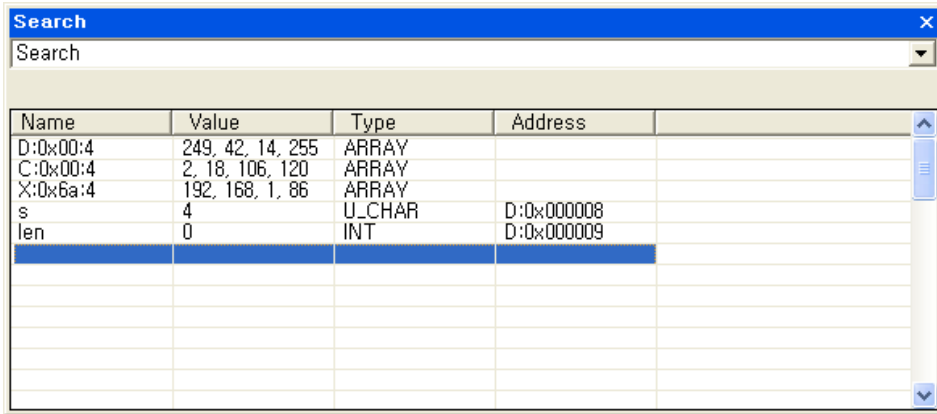 Search
Search
Name Value Type Address
D:0x00:4 249, 42, 14, 255 ARRAY
C:0x00:4 2, 18, 106, 120 ARRAY
X:0x6a:4 192, 168, 1, 86 ARRAY
s 4 U_CHAR D:0x000008
len 0 INT D:0x000009